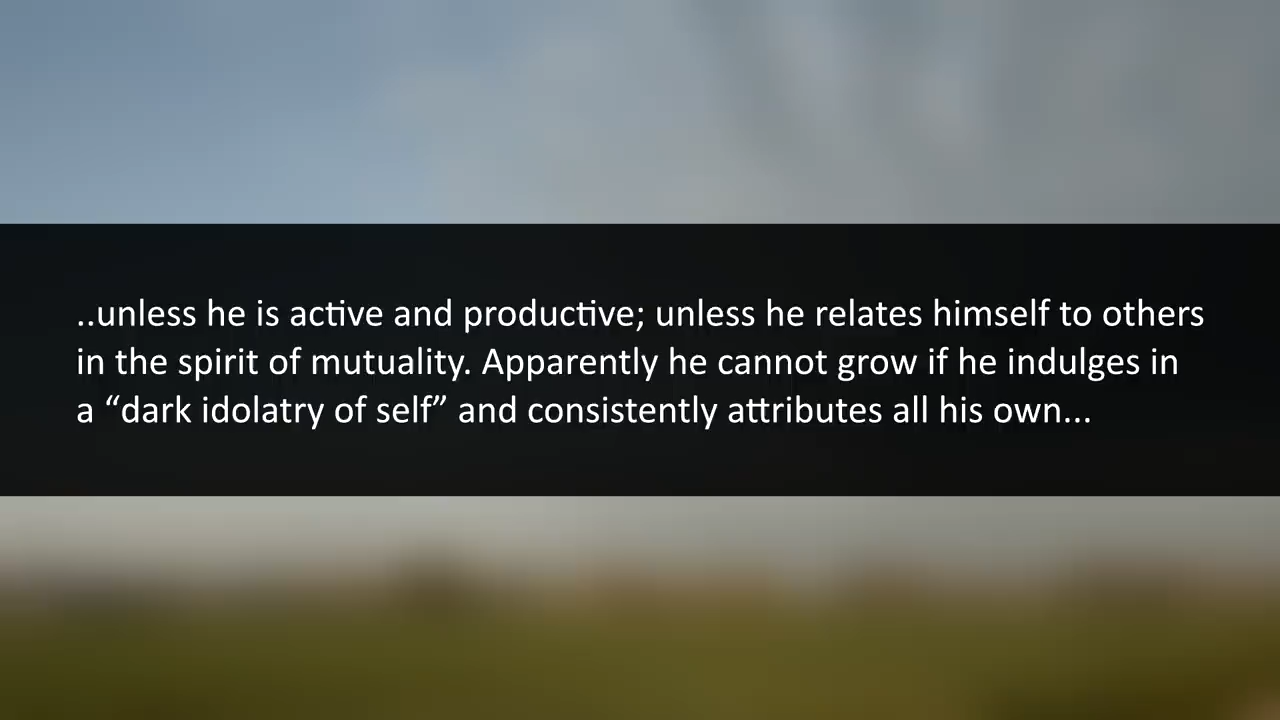 ..unless he is active and productive; unless he relates himself to others
in the spirit of mutuality. Apparently he cannot grow if he indulges in
a “dark idolatry of self” and consistently attributes all his own...